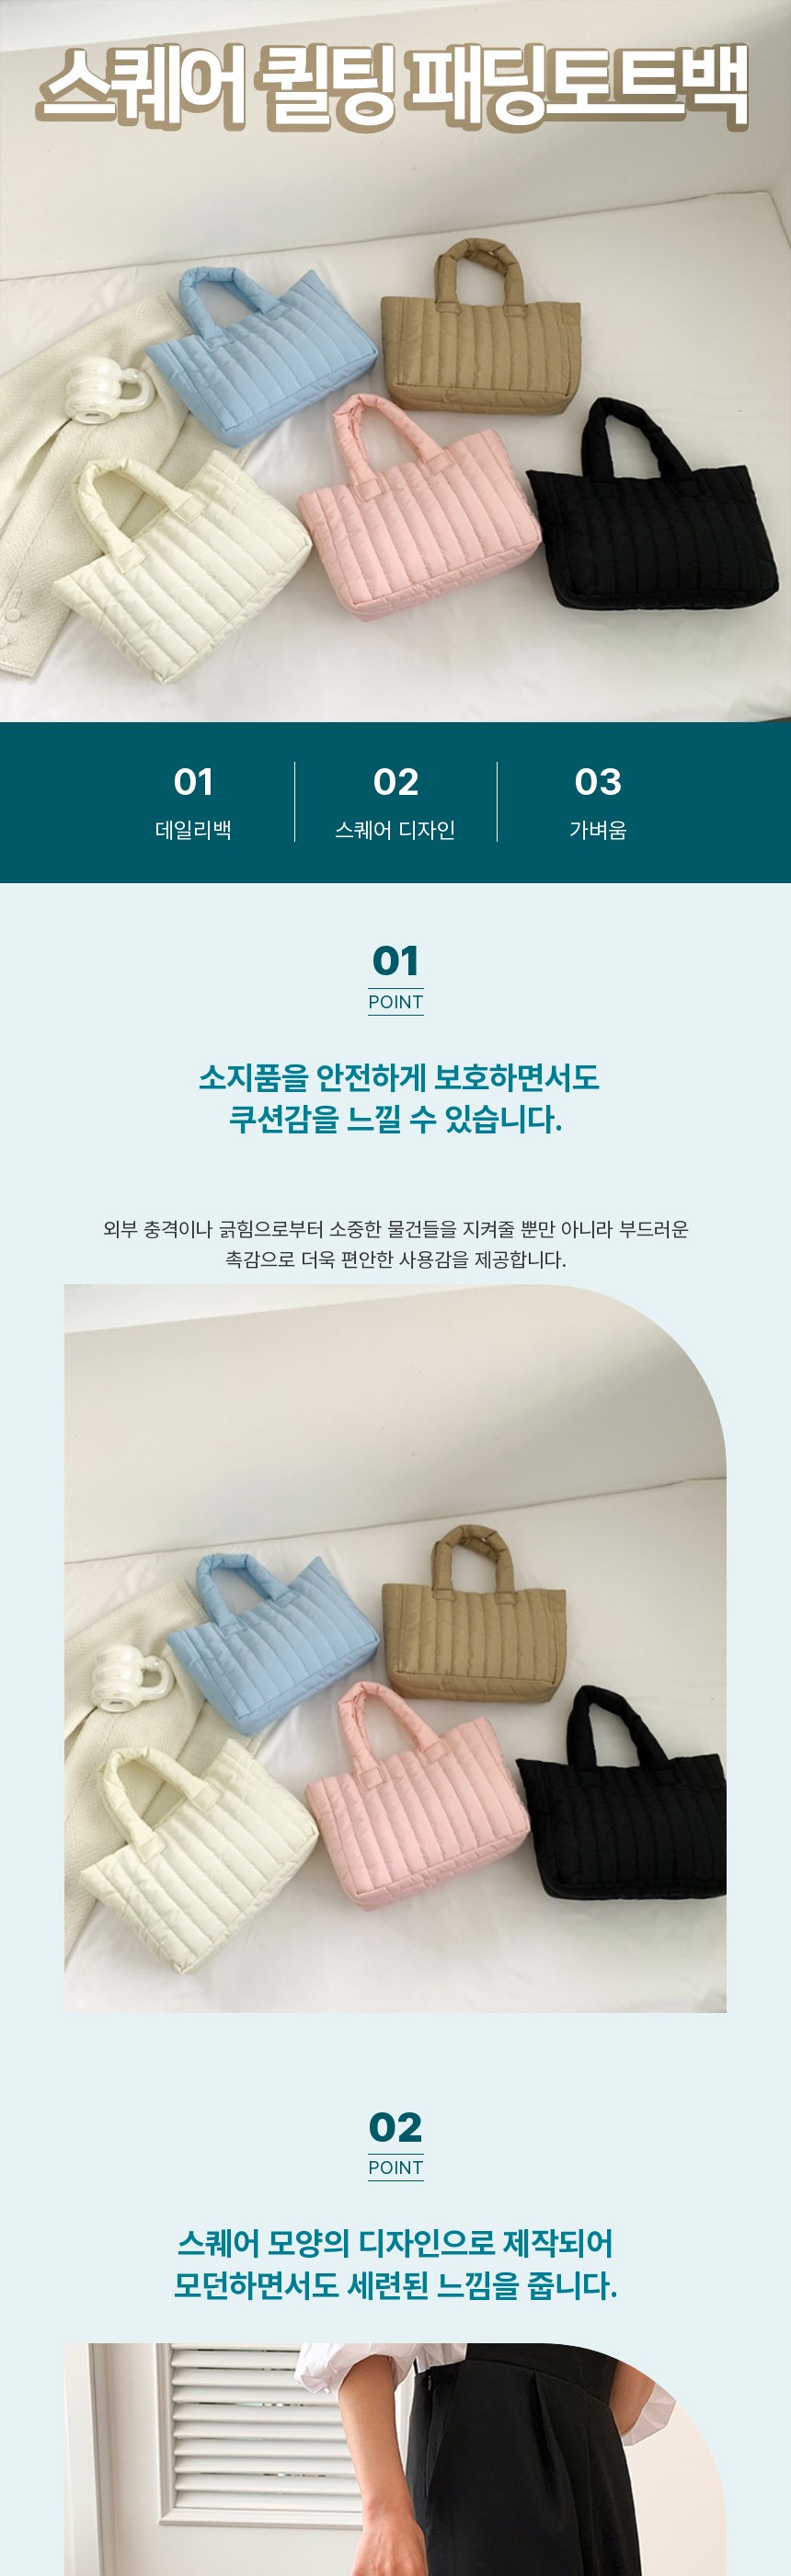 스퀘어 퀼팅 패딩토트백
01
데일리백
02
스퀘어 디자인
03
가벼움
01
POINT
소지품을 안전하게 보호하면서도
쿠션감을 느낄 수 있습니다.
외부 충격이나 긁힘으로부터 소중한 물건들을 지켜줄 뿐만 아니라 부드러운
촉감으로 더욱 편안한 사용감을 제공합니다.
02
POINT
스퀘어 모양의 디자인으로 제작되어
모던하면서도 세련된 느낌을 줍니다.